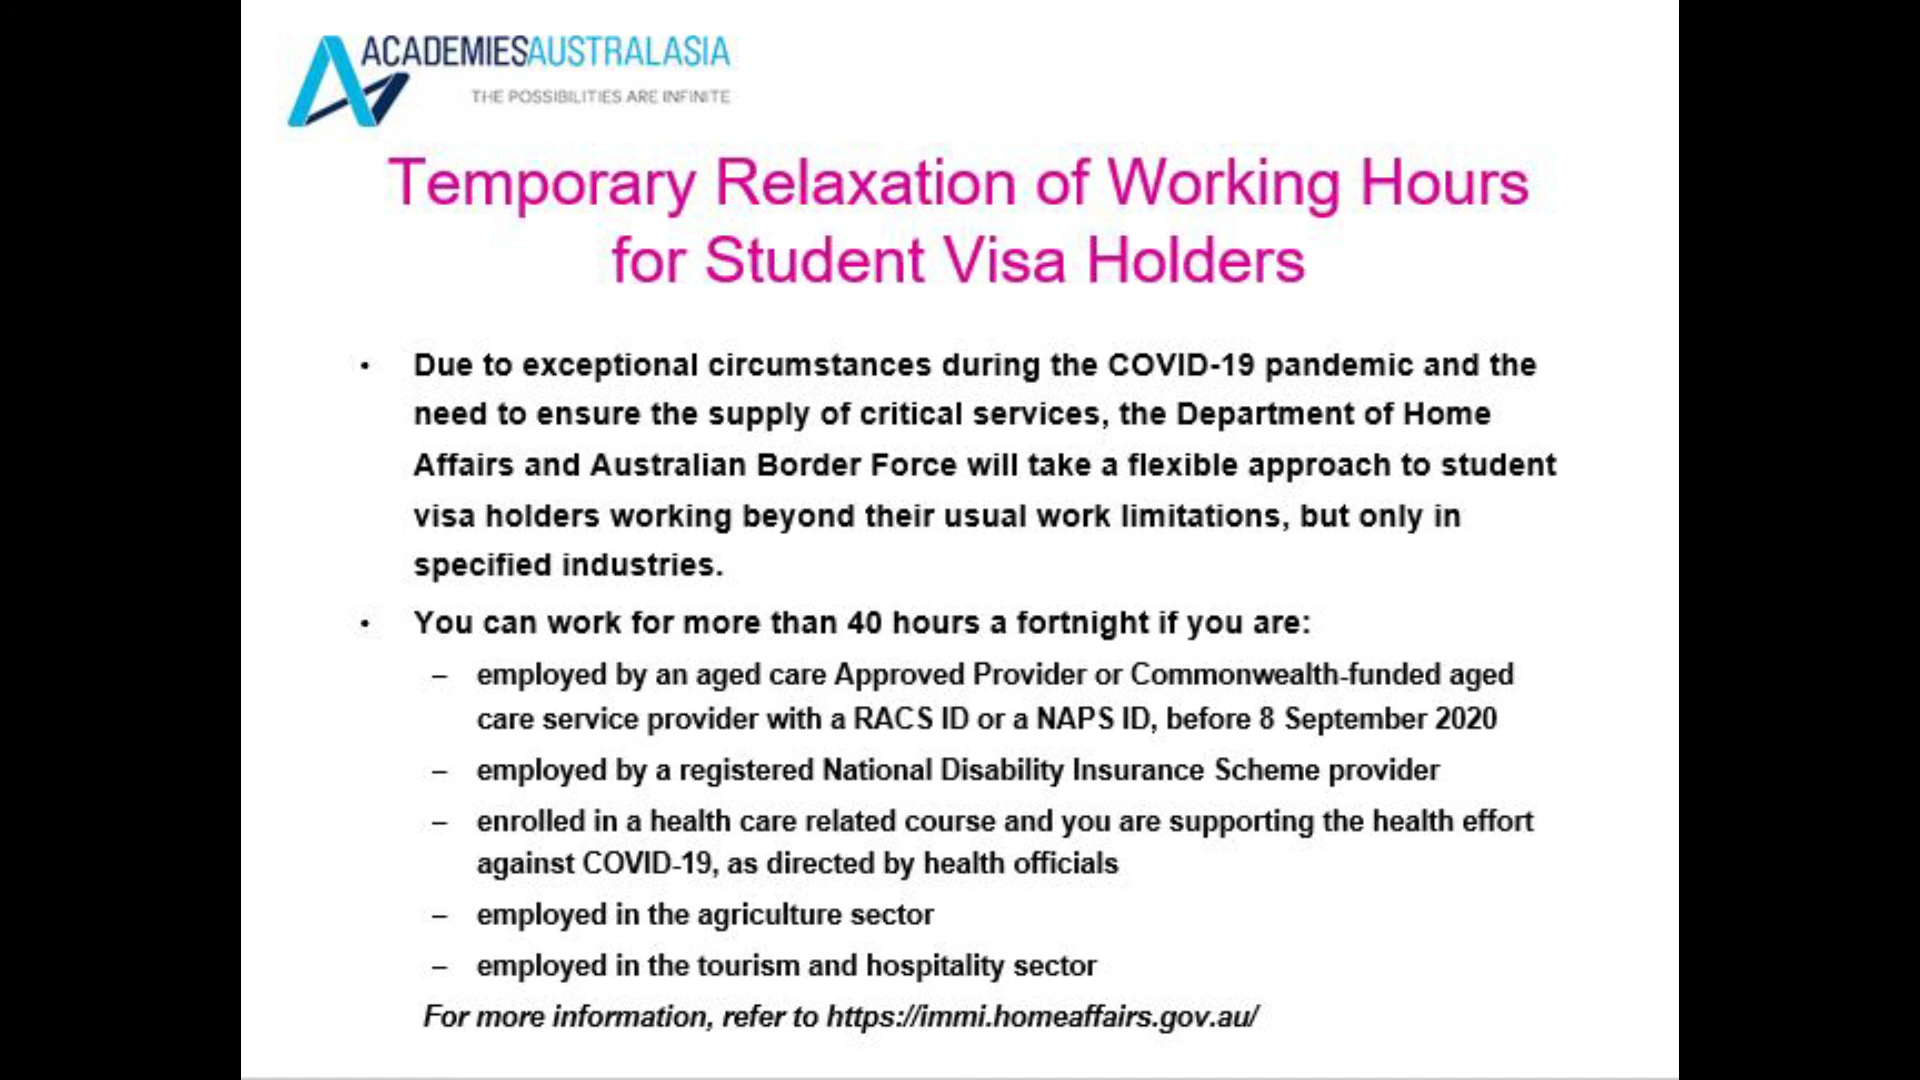 ACADEMIESAUSTRALASIA
THE POSSIBILITIES ARE INFINITE
Temporary Relaxation of Working Hours
for Student Visa Holders
• Due to exceptional circumstances during the COVID-19 pandemic and the
need to ensure the supply of critical services, the Department of Home
Affairs and Australian Border Force will take a flexible approach to student
visa holders working beyond their usual work limitations, but only in
specified industries.
• You can work for more than 40 hours a fortnight if you are:
– employed by an aged care Approved Provider or Commonwealth-funded aged
care service provider with a RACS ID or a NAPS ID, before 8 September 2020
– employed by a registered National Disability Insurance Scheme provider
– enrolled in a health care related course and you are supporting the health effort
against COVID-19, as directed by health officials
– employed in the agriculture sector
– employed in the tourism and hospitality sector
For more information, refer to https://immi.homeaffairs.gov.au/